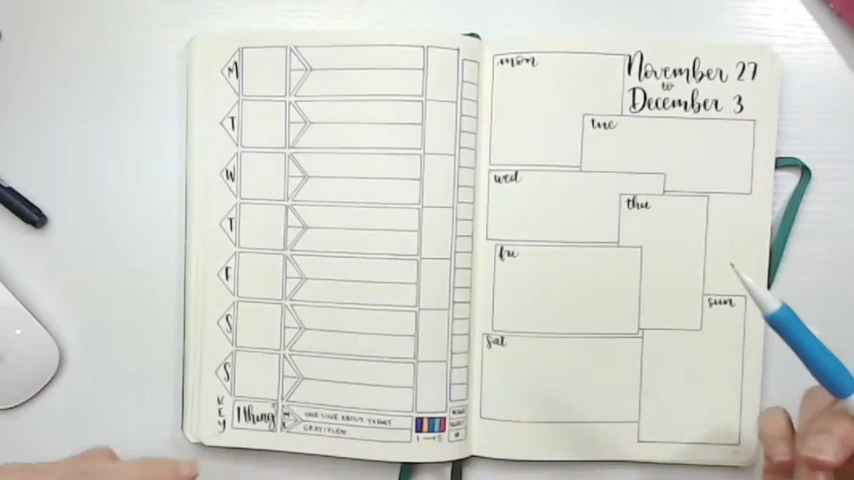 M
T
W
T
F
S
S
KEY
1 thing
ONE LINE ABOUT TODAY
GRATITUDE
1 → 5
mon
November 27
to
December 3
tue
wed
thu
fri
sun
sat